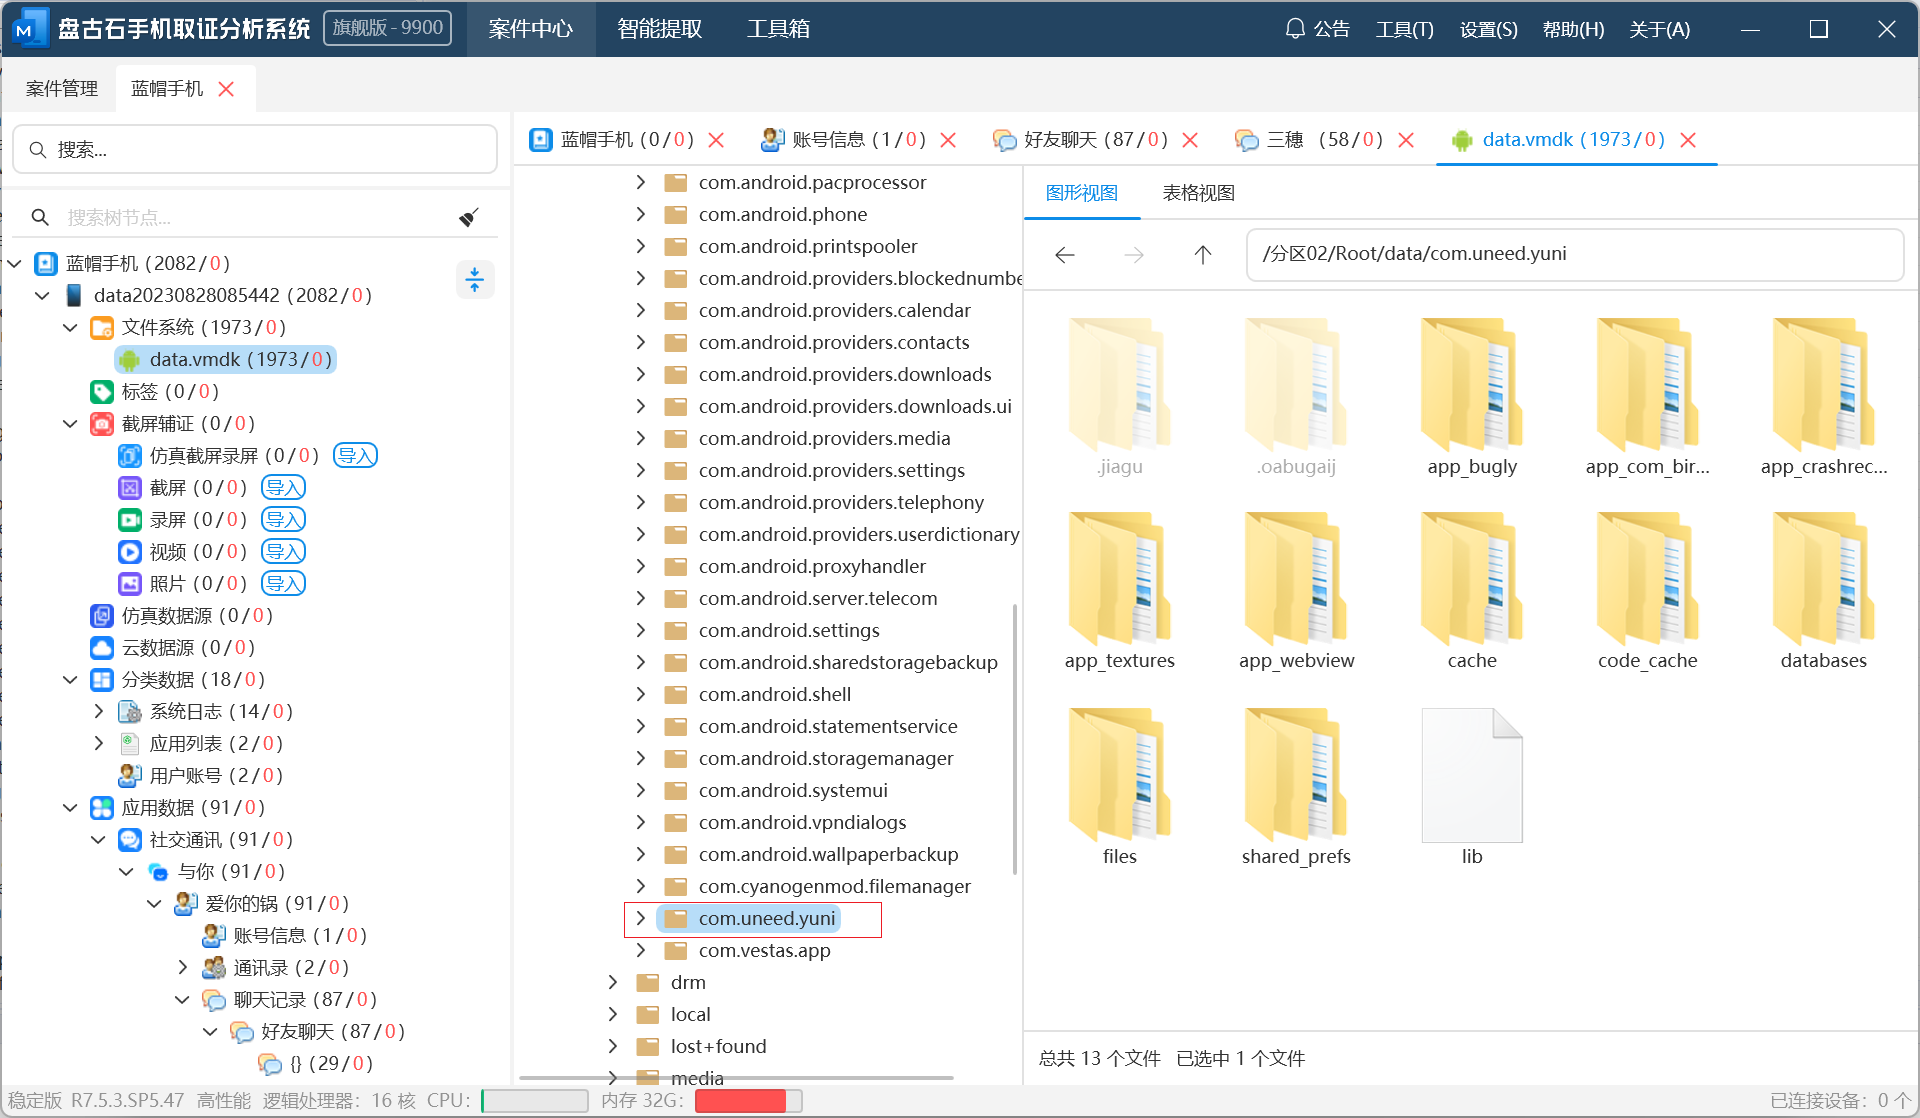 盘古石手机取证分析系统 旗舰版 - 9900 案件中心 智能提取 工具箱 公告 工具(T) 设置(S) 帮助(H) 关于(A)
案件管理 蓝帽手机
搜索...
搜索树节点...
蓝帽手机 (2082/0)
data20230828085442 (2082/0)
文件系统 (1973/0)
data.vmdk (1973/0)
标签 (0/0)
截屏辅证 (0/0)
仿真截屏录屏 (0/0) 导入
截屏 (0/0) 导入
录屏 (0/0) 导入
视频 (0/0) 导入
照片 (0/0) 导入
仿真数据源 (0/0)
云数据源 (0/0)
分类数据 (18/0)
系统日志 (14/0)
应用列表 (2/0)
用户账号 (2/0)
应用数据 (91/0)
社交通讯 (91/0)
与你 (91/0)
爱你的锅 (91/0)
账号信息 (1/0)
通讯录 (2/0)
聊天记录 (87/0)
好友聊天 (87/0)
{} (29/0)
蓝帽手机 (0/0) 账号信息 (1/0) 好友聊天 (87/0) 三穗 (58/0) data.vmdk (1973/0)
com.android.pacprocessor
com.android.phone
com.android.printspooler
com.android.providers.blockednumbe
com.android.providers.calendar
com.android.providers.contacts
com.android.providers.downloads
com.android.providers.downloads.ui
com.android.providers.media
com.android.providers.settings
com.android.providers.telephony
com.android.providers.userdictionary
com.android.proxyhandler
com.android.server.telecom
com.android.settings
com.android.sharedstoragebackup
com.android.shell
com.android.statementservice
com.android.storagemanager
com.android.systemui
com.android.vpndialogs
com.android.wallpaperbackup
com.cyanogenmod.filemanager
com.uneed.yuni
com.vestas.app
drm
local
lost+found
media
图形视图 表格视图
/分区02/Root/data/com.uneed.yuni
.jiagu .oabugaij app_bugly app_com_bir... app_crashrec...
app_textures app_webview cache code_cache databases
files shared_prefs lib
总共 13 个文件 已选中 1 个文件
稳定版 R7.5.3.SP5.47 高性能 逻辑处理器: 16 核 CPU: 内存 32G: 已连接设备: 0 个